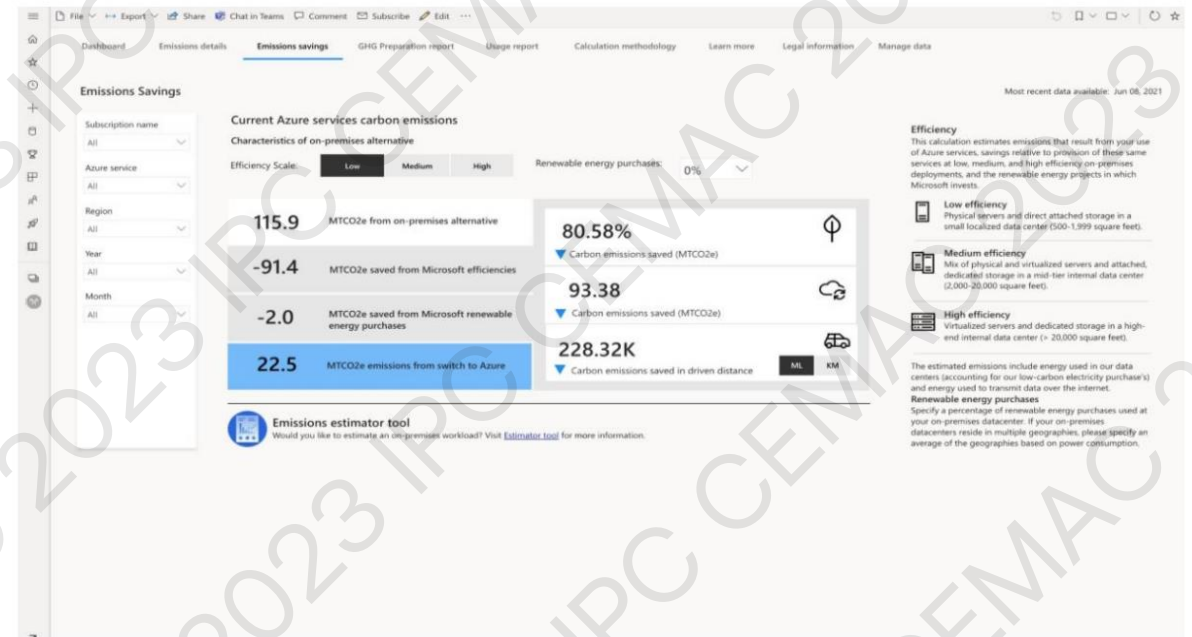 File Export Share Chat in Teams Comment Subscribe Edit ...
Dashboard Emissions details Emissions savings GHG Preparation report Usage report Calculation methodology Learn more Legal information Manage data
Emissions Savings
Most recent data available: Jun 08, 2021
Subscription name
All
Azure service
All
Region
All
Year
All
Month
All
Current Azure services carbon emissions
Characteristics of on-premises alternative
Efficiency Scale: Low Medium High
Renewable energy purchases: 0%
115.9 MTCO2e from on-premises alternative
-91.4 MTCO2e saved from Microsoft efficiencies
-2.0 MTCO2e saved from Microsoft renewable
energy purchases
22.5 MTCO2e emissions from switch to Azure
80.58%
Carbon emissions saved (MTCO2e)
93.38
Carbon emissions saved (MTCO2e)
228.32K
Carbon emissions saved in driven distance
ML KM
Emissions estimator tool
Would you like to estimate an on-premises workload? Visit Estimator tool for more information.
Efficiency
This calculation estimates emissions that result from your use
of Azure services, savings relative to provision of these same
services at low, medium, and high efficiency on-premises
deployments, and the renewable energy projects in which
Microsoft invests.
Low efficiency
Physical servers and direct attached storage in a
small localized data center (500-1,999 square feet).
Medium efficiency
Mix of physical and virtualized servers and attached,
dedicated storage in a mid-tier internal data center
(2,000-20,000 square feet).
High efficiency
Virtualized servers and dedicated storage in a high-
end internal data center (> 20,000 square feet).
The estimated emissions include energy used in our data
centers (accounting for our low-carbon electricity purchase's)
and energy used to transmit data over the internet.
Renewable energy purchases
Specify a percentage of renewable energy purchases used at
your on-premises datacenter. If your on-premises
datacenters reside in multiple geographies, please specify an
average of the geographies based on power consumption.
2023 IPC CEMAC 2023
2023 IPC CEMAC 2023
2023 IPC CEMAC